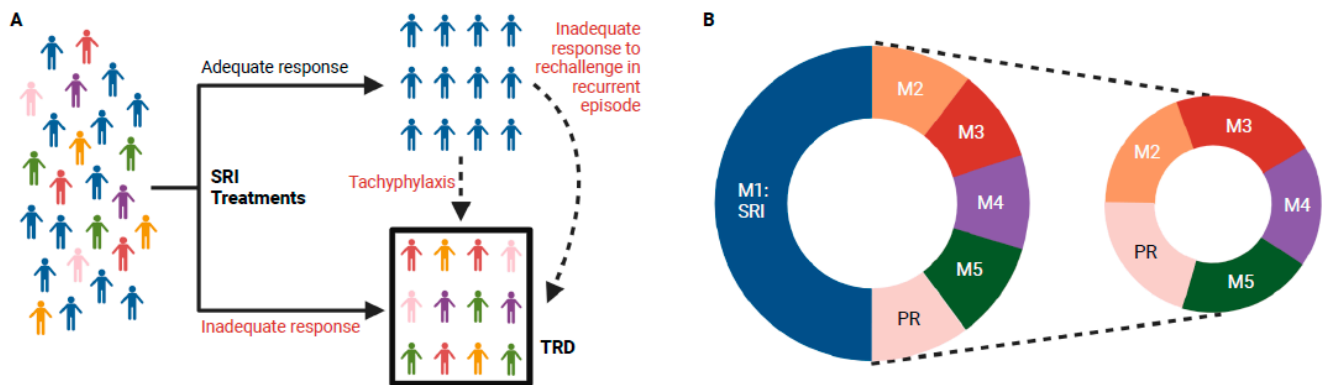 A
Adequate response
SRI
Treatments
Inadequate response
Inadequate
response to
rechallenge in
recurrent
episode
Tachyphylaxis
TRD
B
M1:
SRI
M2
M3
M4
M5
PR
M2
M3
M4
M5
PR